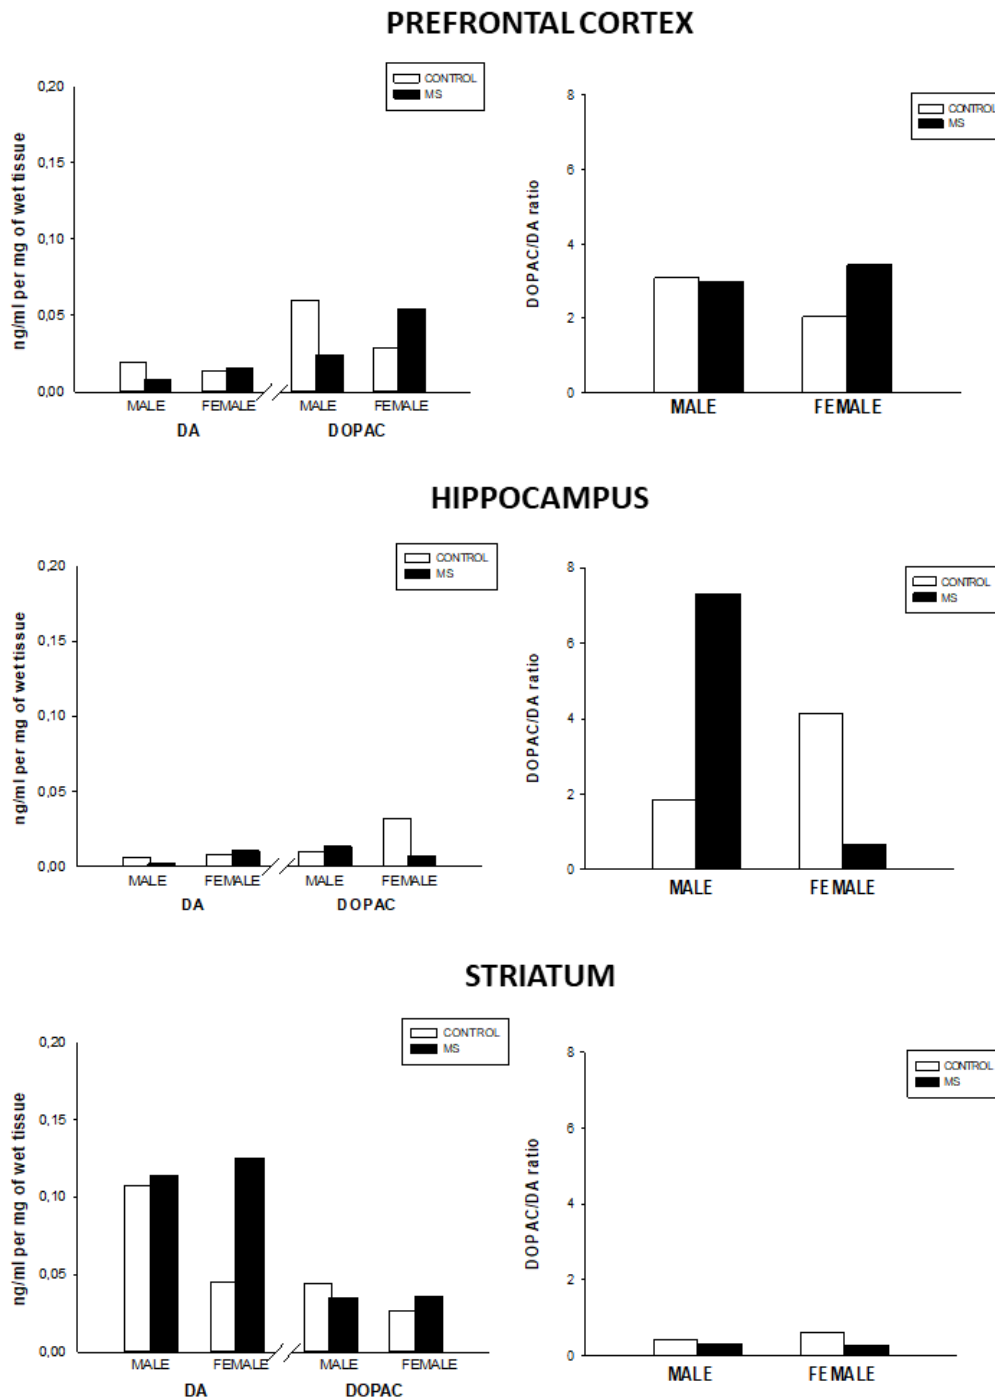 PREFRONTAL CORTEX
CONTROL
MS
0,20
0,15
0,10
0,05
0,00
ng/ml per mg of wet tissue
MALE FEMALE MALE FEMALE
DA DOPAC
CONTROL
MS
8
6
4
2
0
DOPAC/DA ratio
MALE FEMALE
HIPPOCAMPUS
CONTROL
MS
0,20
0,15
0,10
0,05
0,00
ng/ml per mg of wet tissue
MALE FEMALE MALE FEMALE
DA DOPAC
CONTROL
MS
8
6
4
2
0
DOPAC/DA ratio
MALE FEMALE
STRIATUM
CONTROL
MS
0,20
0,15
0,10
0,05
0,00
ng/ml per mg of wet tissue
MALE FEMALE MALE FEMALE
DA DOPAC
CONTROL
MS
8
6
4
2
0
DOPAC/DA ratio
MALE FEMALE